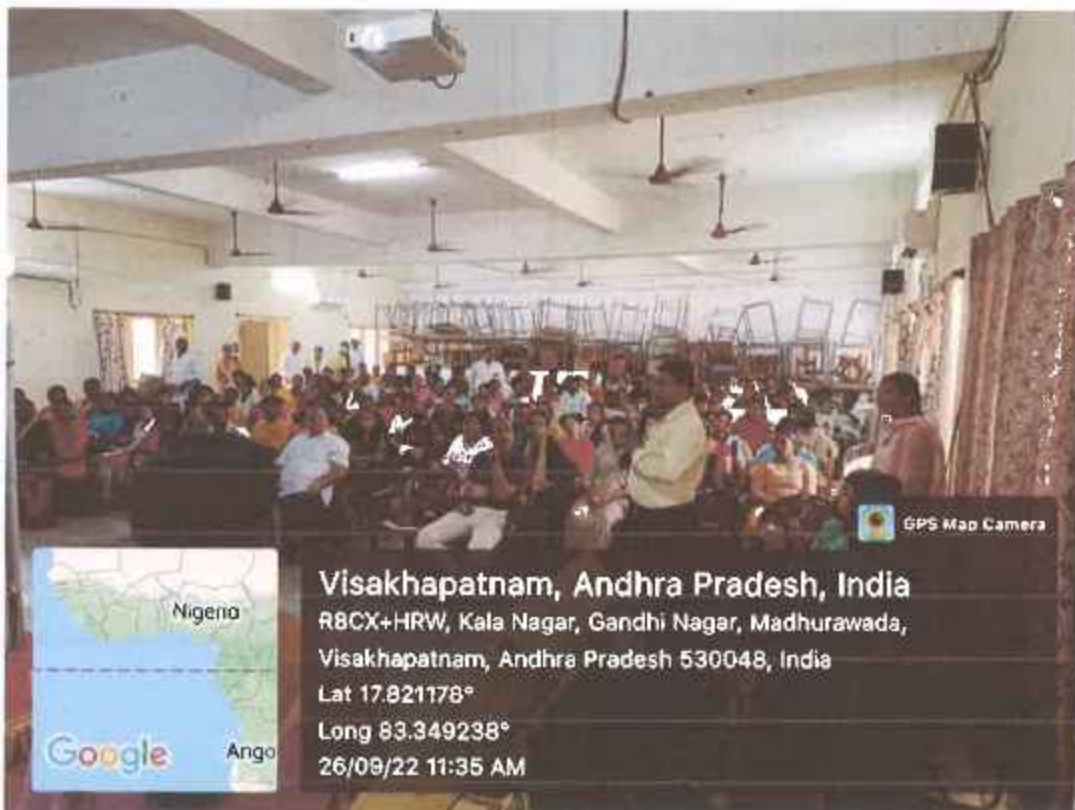 GPS Map Camera
Nigeria
Ango
Google
Visakhapatnam, Andhra Pradesh, India
R8CX+HRW, Kala Nagar, Gandhi Nagar, Madhurawada,
Visakhapatnam, Andhra Pradesh 530048, India
Lat 17.821178°
Long 83.349238°
26/09/22 11:35 AM